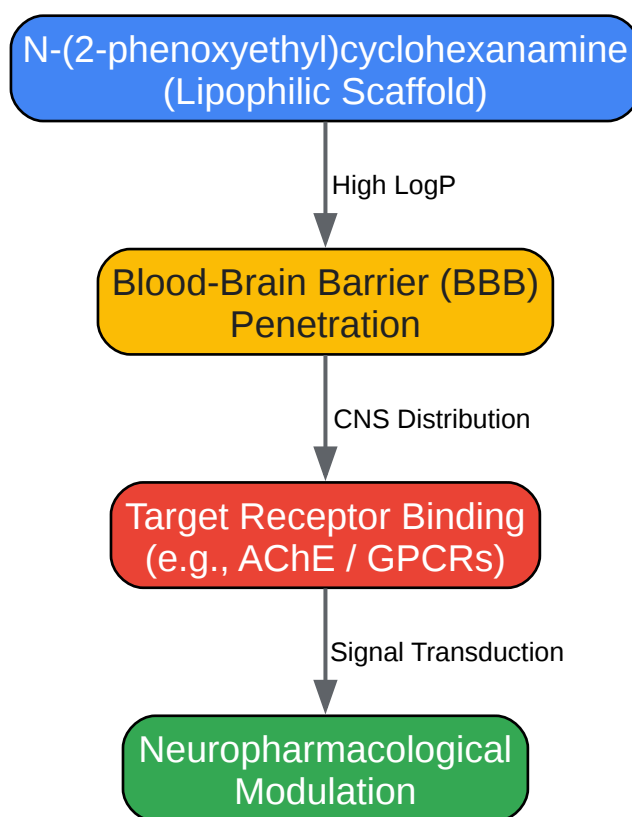 N-(2-phenoxyethyl)cyclohexanamine
(Lipophilic Scaffold)
High LogP
Blood-Brain Barrier (BBB)
Penetration
CNS Distribution
Target Receptor Binding
(e.g., AChE / GPCRs)
Signal Transduction
Neuropharmacological
Modulation